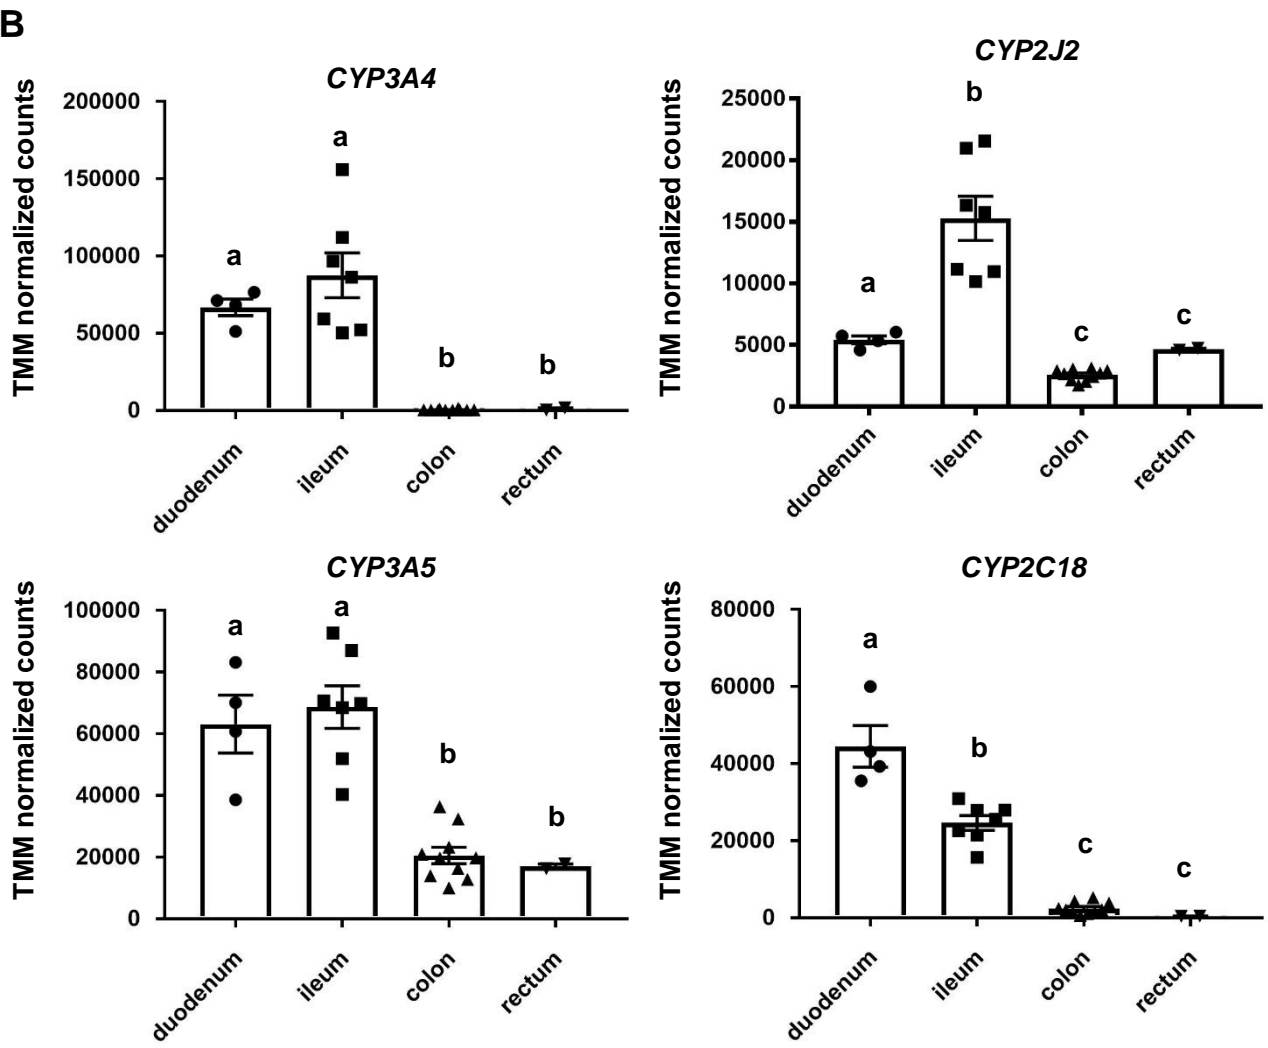 B
CYP3A4
TMM normalized counts
200000
150000
100000
50000
0
a
a
b
b
duodenum
ileum
colon
rectum
CYP2J2
TMM normalized counts
25000
20000
15000
10000
5000
0
a
b
c
c
duodenum
ileum
colon
rectum
CYP3A5
TMM normalized counts
100000
80000
60000
40000
20000
0
a
a
b
b
duodenum
ileum
colon
rectum
CYP2C18
TMM normalized counts
80000
60000
40000
20000
0
a
b
c
c
duodenum
ileum
colon
rectum